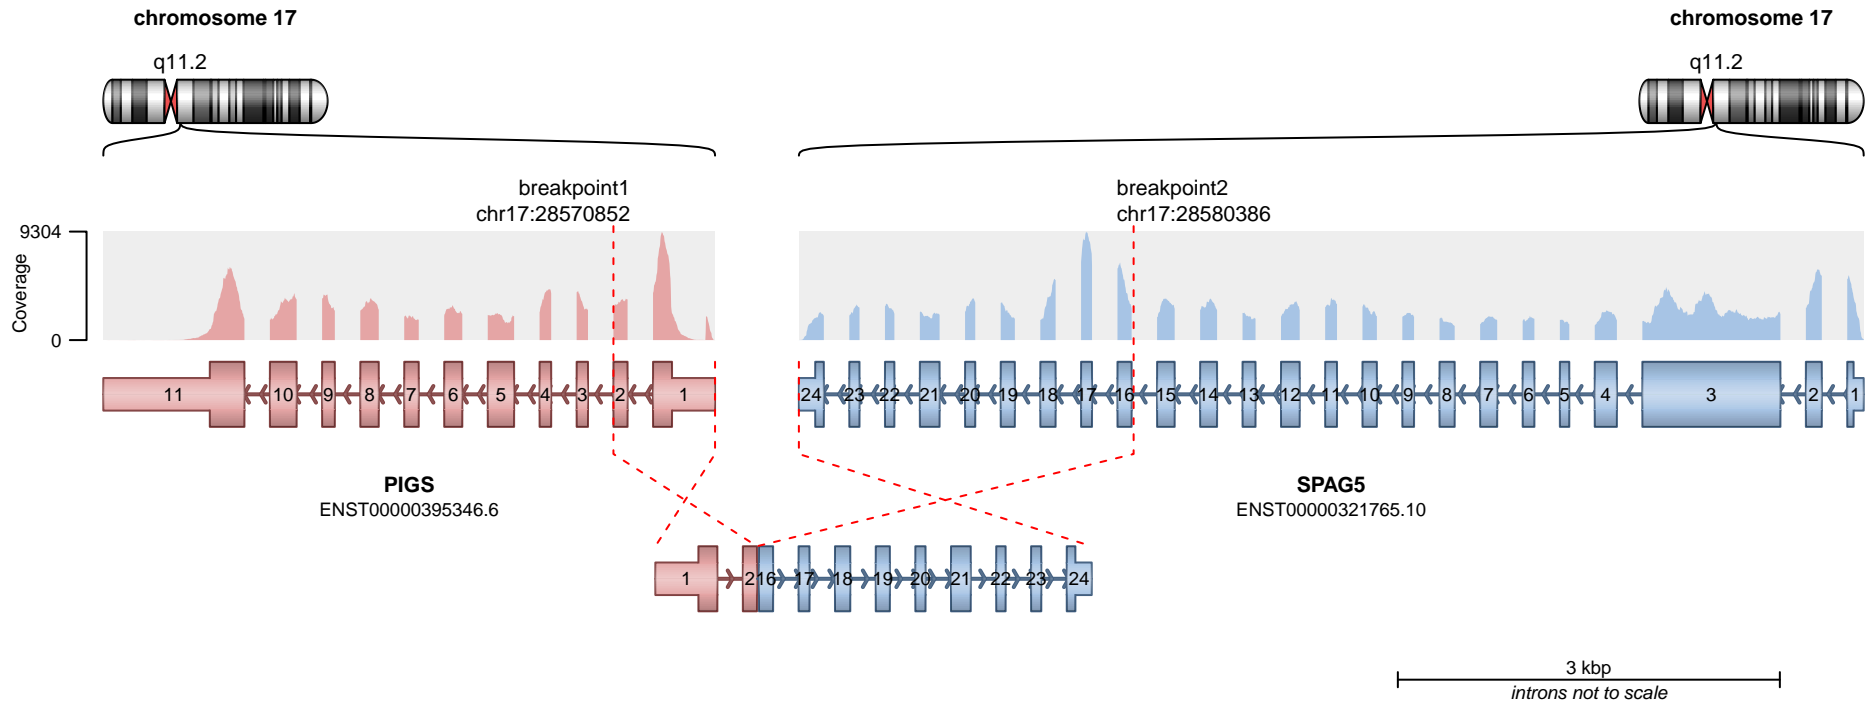 chromosome 17
chromosome 17
q11.2
q11.2
breakpoint1
chr17:28570852
breakpoint2
chr17:28580386
9304
Coverage
0
11 10 9 8 7 6 5 4 3 2 1
24 23 22 21 20 19 18 17 16 15 14 13 12 11 10 9 8 7 6 5 4 3 2 1
PIGS
ENST00000395346.6
SPAG5
ENST00000321765.10
1 2 16 17 18 19 20 21 22 23 24
3 kbp
introns not to scale